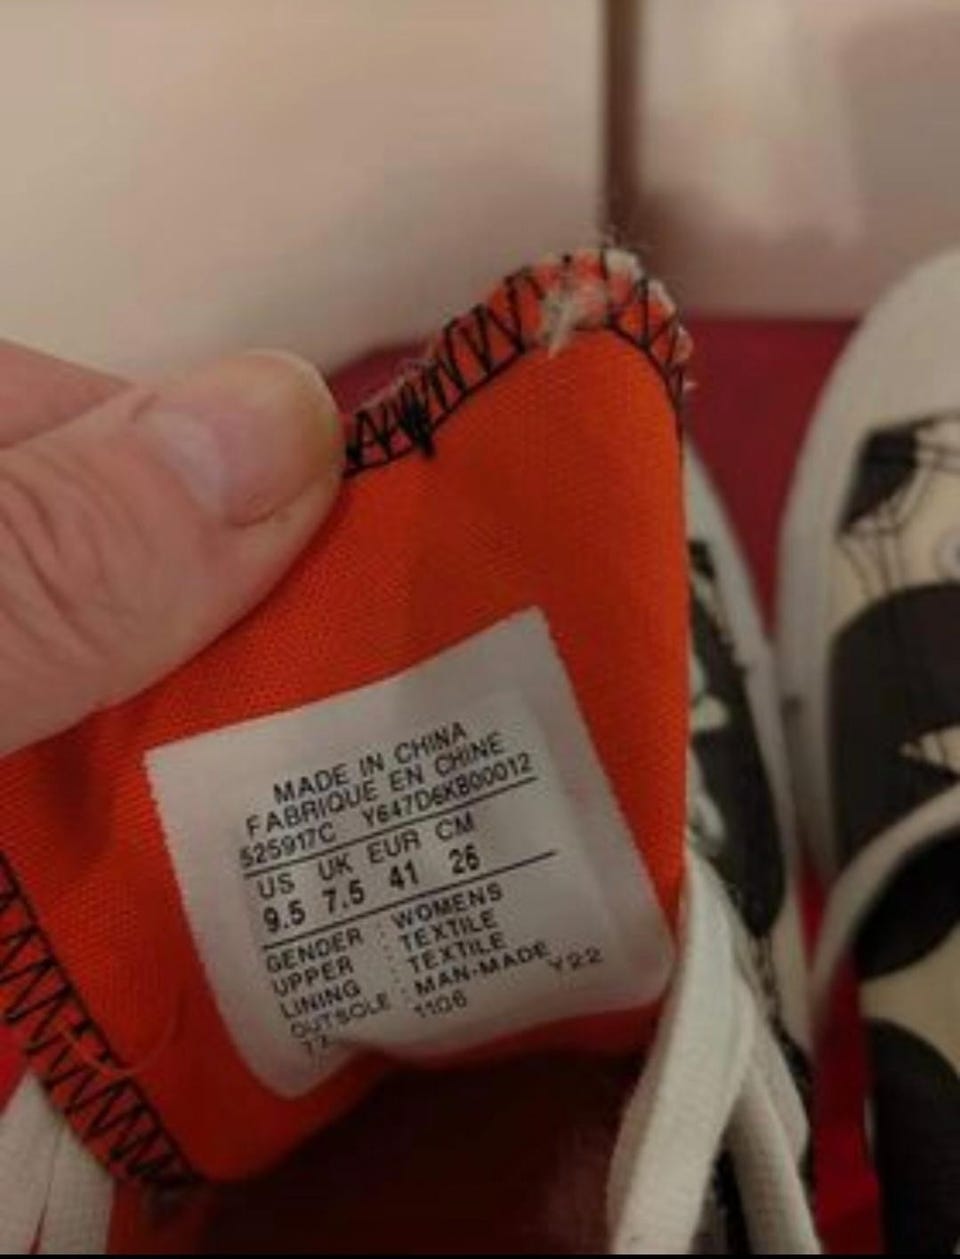 MADE IN CHINA
FABRIQUE EN CHINE
525917C Y647D6KB00012
US UK EUR CM
9.5 7.5 41 26
GENDER : WOMENS
UPPER : TEXTILE
LINING : TEXTILE
OUTSOLE : MAN-MADE
1106 Y22